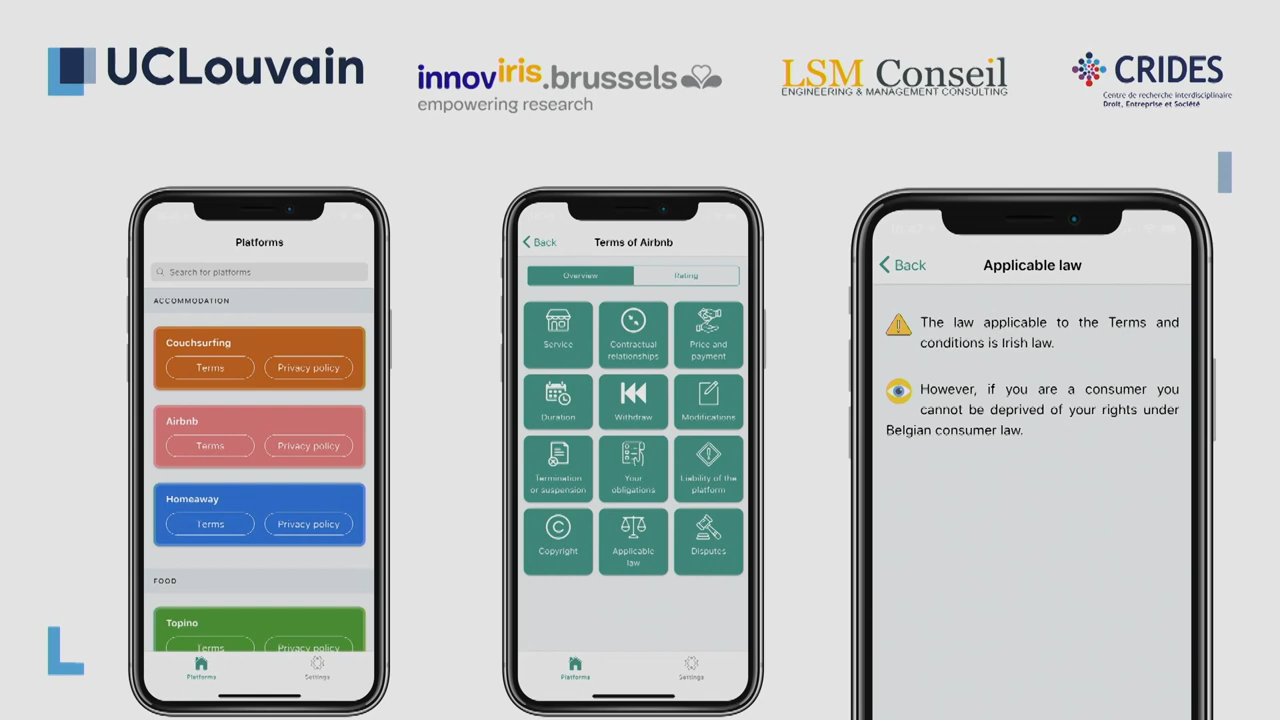 UCLouvain
innoviris.brussels
empowering research
LSM Conseil
ENGINEERING & MANAGEMENT CONSULTING
CRIDES
Centre de recherche interdisciplinaire
Droit, Entreprise et Société
Platforms
Search for platforms
ACCOMMODATION
Couchsurfing
Terms
Privacy policy
Airbnb
Terms
Privacy policy
Homeaway
Terms
Privacy policy
FOOD
Topino
Terms
Privacy policy
Platforms
Settings
Back
Terms of Airbnb
Overview
Rating
Service
Contractual
relationships
Price and
payment
Duration
Withdraw
Modifications
Termination
or suspension
Your
obligations
Liability of the
platform
Copyright
Applicable
law
Disputes
Platforms
Settings
Back
Applicable law
The law applicable to the Terms and
conditions is Irish law.
However, if you are a consumer you
cannot be deprived of your rights under
Belgian consumer law.